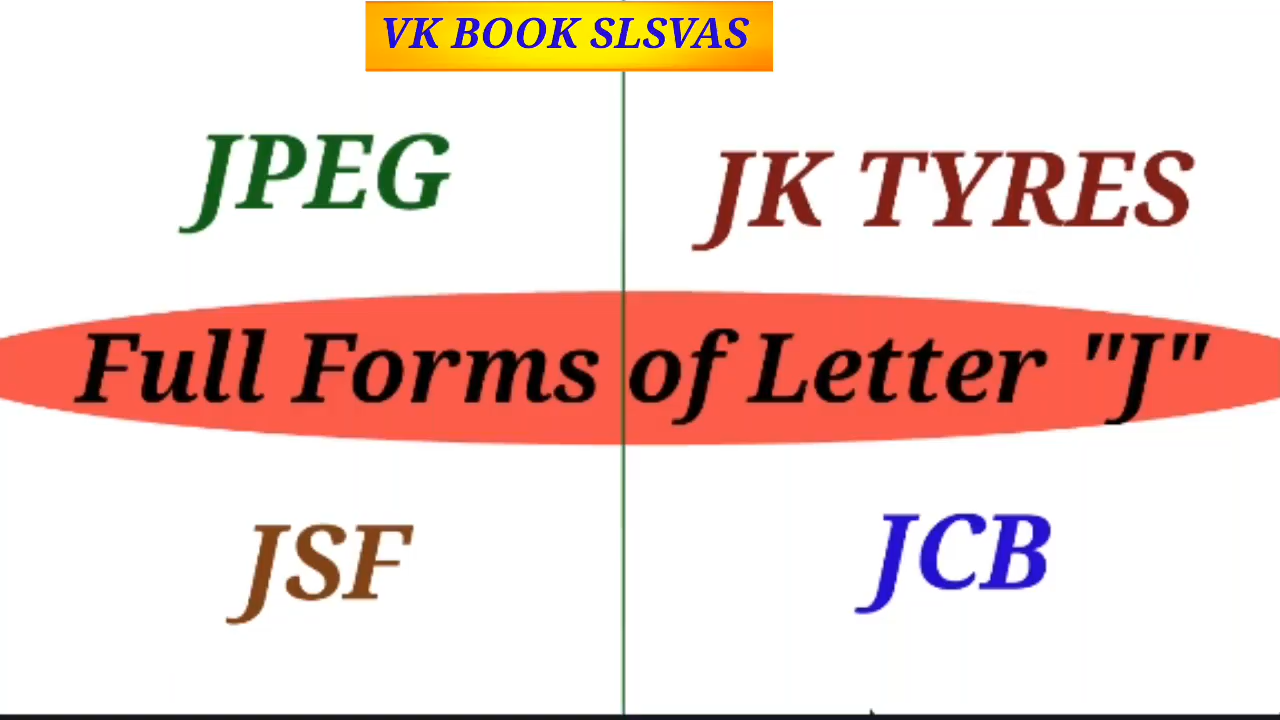 VK BOOK SLSVAS
JPEG
JK TYRES
Full Forms of Letter "J"
JSF
JCB